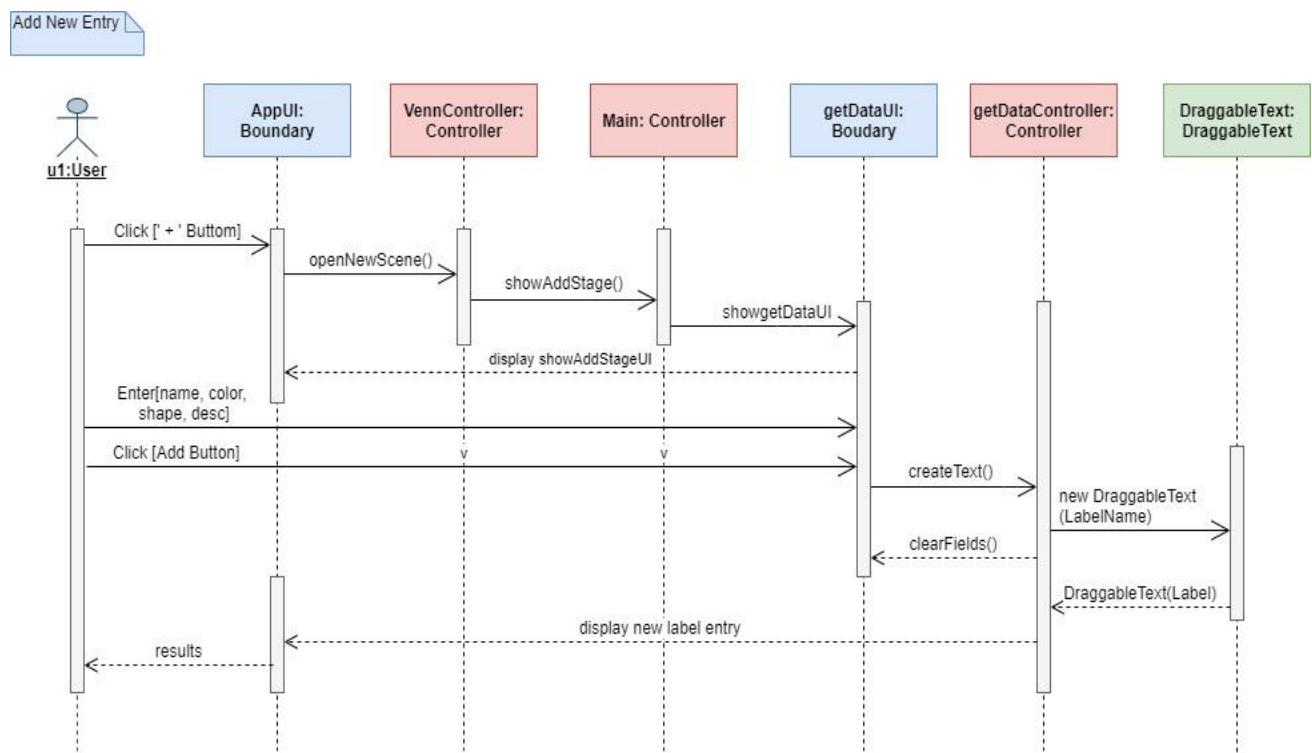 Add New Entry
u1:User
AppUI:
Boundary
VennController:
Controller
Main: Controller
getDataUI:
Boudary
getDataController:
Controller
DraggableText:
DraggableText
Click [' + ' Buttom]
openNewScene()
showAddStage()
showgetDataUI
display showAddStageUI
Enter[name, color,
shape, desc]
Click [Add Button]
v
v
createText()
new DraggableText
(LabelName)
clearFields()
DraggableText(Label)
display new label entry
results